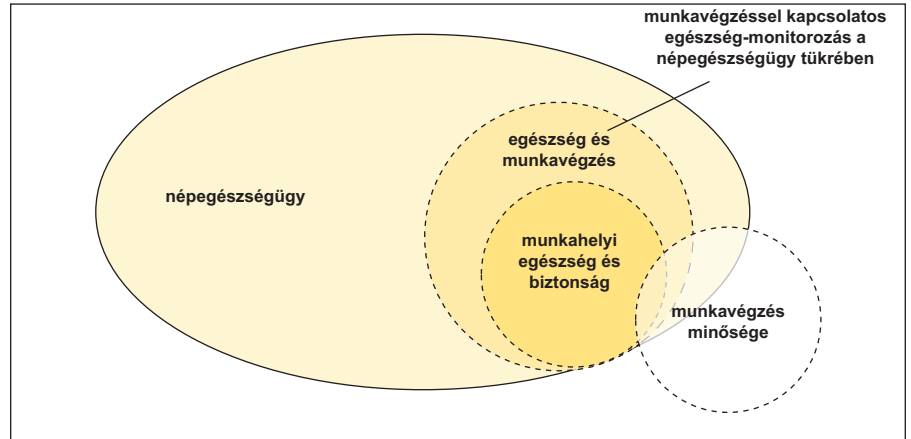 munkavégzéssel kapcsolatos
egészség-monitorozás a
népegészségügy tükrében
egészség és
munkavégzés
népegészségügy
munkahelyi
egészség és
biztonság
munkavégzés
minősége